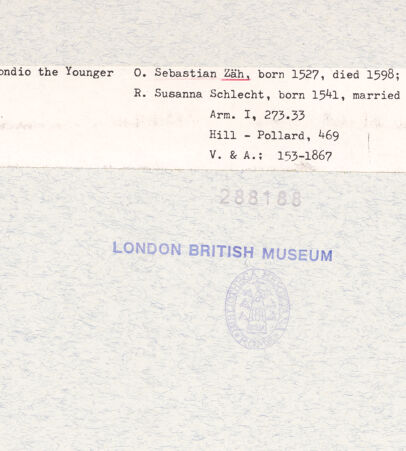 ondio the Younger O. Sebastian Zäh, born 1527, died 1598;
R. Susanna Schlecht, born 1541, married
Arm. I, 273.33
Hill - Pollard, 469
V. & A.: 153-1867
288188
LONDON BRITISH MUSEUM